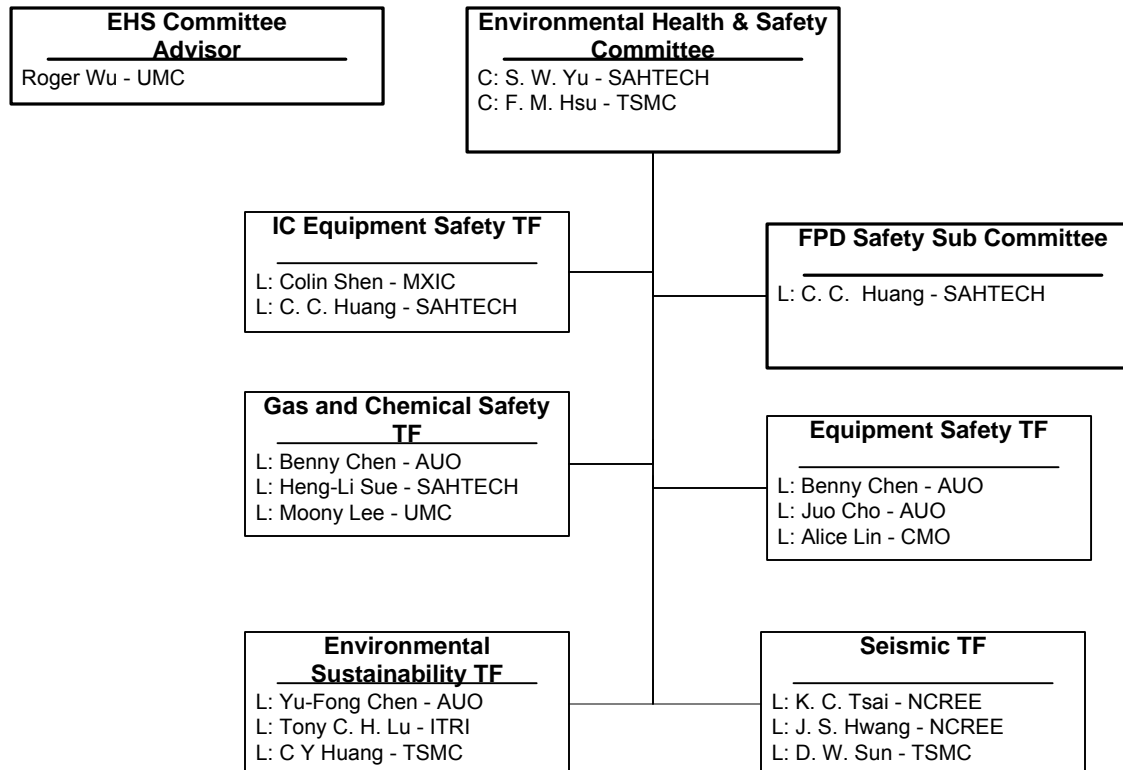 EHS Committee
Advisor
Roger Wu - UMC
Environmental Health & Safety
Committee
C: S. W. Yu - SAHTECH
C: F. M. Hsu - TSMC
IC Equipment Safety TF
L: Colin Shen - MXIC
L: C. C. Huang - SAHTECH
FPD Safety Sub Committee
L: C. C. Huang - SAHTECH
Gas and Chemical Safety
TF
L: Benny Chen - AUO
L: Heng-Li Sue - SAHTECH
L: Moony Lee - UMC
Equipment Safety TF
L: Benny Chen - AUO
L: Juo Cho - AUO
L: Alice Lin - CMO
Environmental
Sustainability TF
L: Yu-Fong Chen - AUO
L: Tony C. H. Lu - ITRI
L: C Y Huang - TSMC
Seismic TF
L: K. C. Tsai - NCREE
L: J. S. Hwang - NCREE
L: D. W. Sun - TSMC